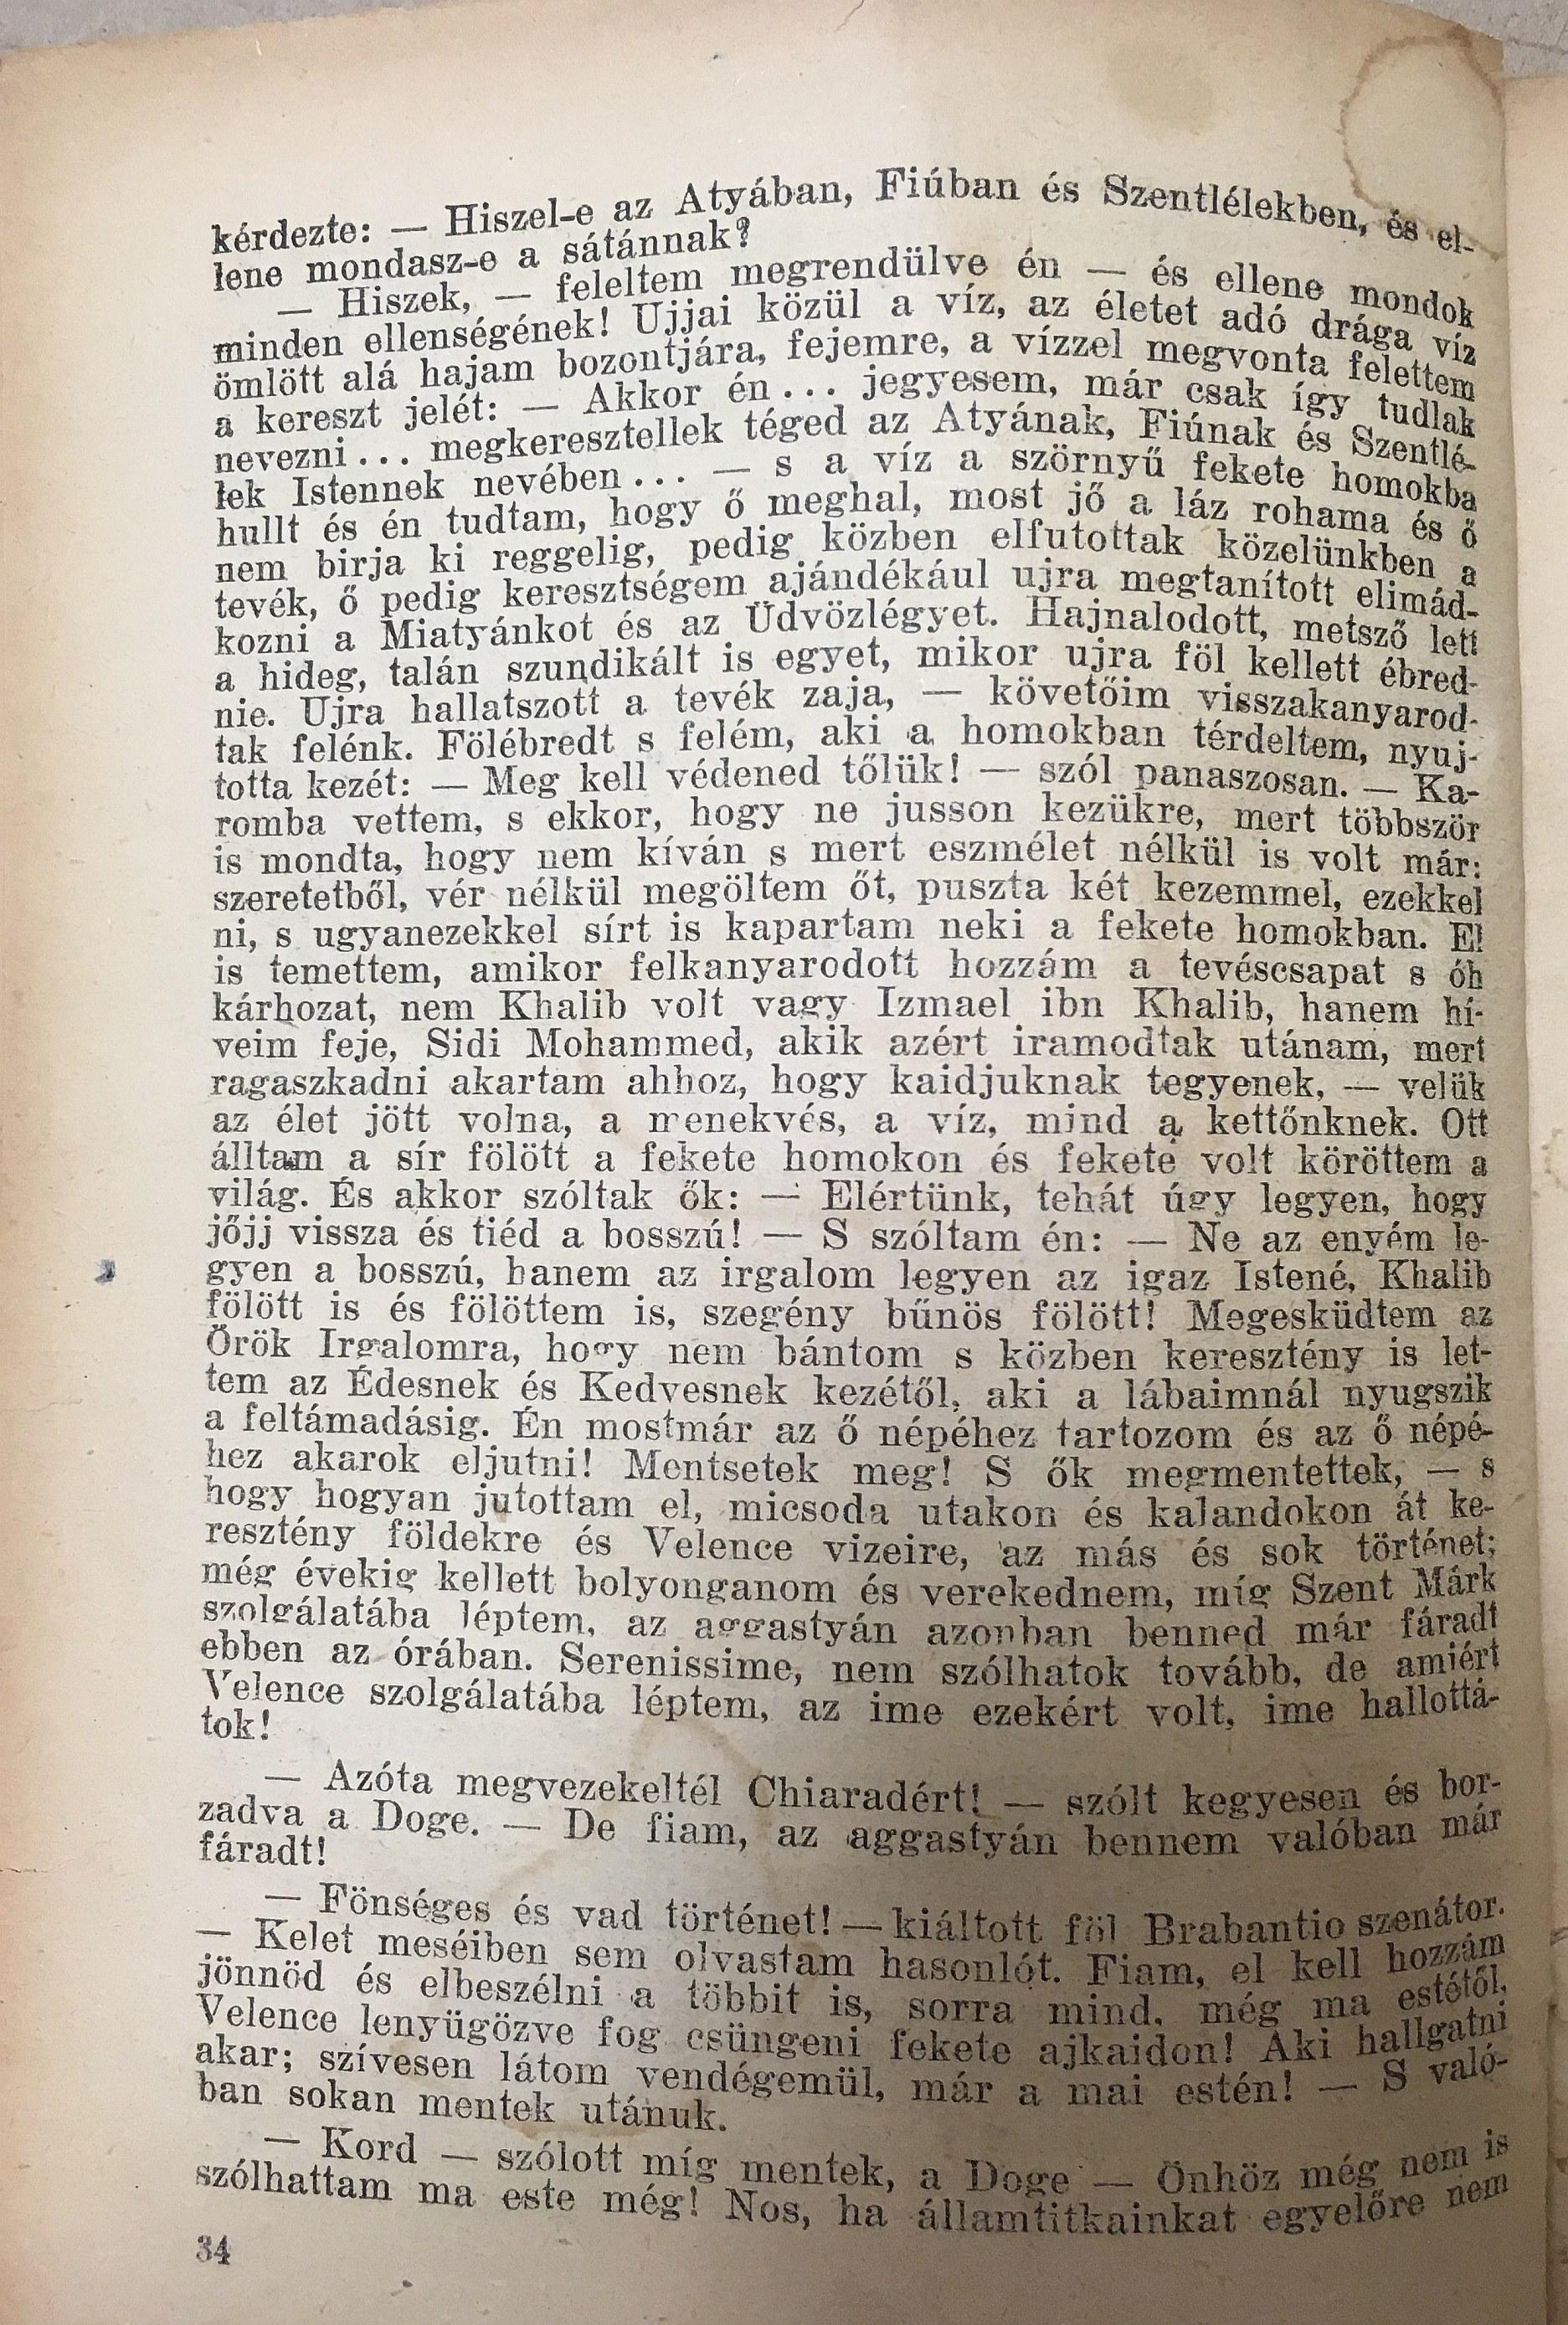 kérdezte: — Hiszel-e az Atyában, Fiúban és Szentlélekben, és el-
lene mondasz-e a sátánnak?
— Hiszek, — feleltem megrendülve én — és ellene mondok
minden ellenségének! Ujjai közül a víz, az életet adó drága víz
ömlött alá hajam bozontjára, fejemre, a vízzel megvonta felettem
a kereszt jelét: — Akkor én... jegyesem, már csak így tudlak
nevezni... megkeresztellek téged az Atyának, Fiúnak és Szentlé-
lek Istennek nevében... — s a víz a szörnyű fekete homokba
hullt és én tudtam, hogy ő meghal, most jő a láz rohama és ő
nem birja ki reggelig, pedig közben elfutottak közelünkben a
tevék, ő pedig keresztségem ajándékául ujra megtanított elimád-
kozni a Miatyánkot és az Üdvözlégyet. Hajnalodott, metsző lett
a hideg, talán szundikált is egyet, mikor ujra föl kellett ébred-
nie. Ujra hallatszott a tevék zaja, — követőim visszakanyarod-
tak felénk. Fölébredt s felém, aki a homokban térdeltem, nyuj-
totta kezét: — Meg kell védened tőlük! — szól panaszosan. — Ka-
romba vettem, s ekkor, hogy ne jusson kezükre, mert többször
is mondta, hogy nem kíván s mert eszmélet nélkül is volt már:
szeretetből, vér nélkül megöltem őt, puszta két kezemmel, ezekkel
ni, s ugyanezekkel sírt is kapartam neki a fekete homokban. El
is temettem, amikor felkanyarodott hozzám a tevéscsapat s óh
kárhozat, nem Khalib volt vagy Izmael ibn Khalib, hanem hí-
veim feje, Sidi Mohammed, akik azért iramodtak utánam, mert
ragaszkadni akartam ahhoz, hogy kaidjuknak tegyenek, — velük
az élet jött volna, a menekvés, a víz, mind a kettőnknek. Ott
álltam a sír fölött a fekete homokon és fekete volt köröttem a
világ. És akkor szóltak ők: — Elértünk, tehát úgy legyen, hogy
jőjj vissza és tiéd a bosszú! — S szóltam én: — Ne az enyém le-
gyen a bosszú, hanem az irgalom legyen az igaz Istené, Khalib
fölött is és fölöttem is, szegény bűnös fölött! Megesküdtem az
Örök Irgalomra, hogy nem bántom s közben keresztény is let-
tem az Édesnek és Kedvesnek kezétől, aki a lábaimnál nyugszik
a feltámadásig. Én mostmár az ő népéhez tartozom és az ő népé-
hez akarok eljutni! Mentsetek meg! S ők megmentettek, — s
hogy hogyan jutottam el, micsoda utakon és kalandokon át ke-
resztény földekre és Velence vizeire, az más és sok történet;
még évekig kellett bolyonganom és verekednem, míg Szent Márk
szolgálatába léptem, az aggastyán azonban benned már fáradt
ebben az órában. Serenissime, nem szólhatok tovább, de amiért
Velence szolgálatába léptem, az ime ezekért volt, ime hallottá-
tok!
— Azóta megvezekeltél Chiaradért! — szólt kegyesen és bor-
zadva a Doge. — De fiam, az aggastyán bennem valóban már
fáradt!
— Fönséges és vad történet! — kiáltott föl Brabantio szenátor.
— Kelet meséiben sem olvastam hasonlót. Fiam, el kell hozzám
jönnöd és elbeszélni a többit is, sorra mind, még ma estétől,
Velence lenyügözve fog csüngeni fekete ajkaidon! Aki hallgatni
akar; szívesen látom vendégemül, már a mai estén! — S való-
ban sokan mentek utánuk.
— Kord — szólott míg mentek, a Doge — Önhöz még nem is
szólhattam ma este még! Nos, ha államtitkainkat egyelőre nem
34